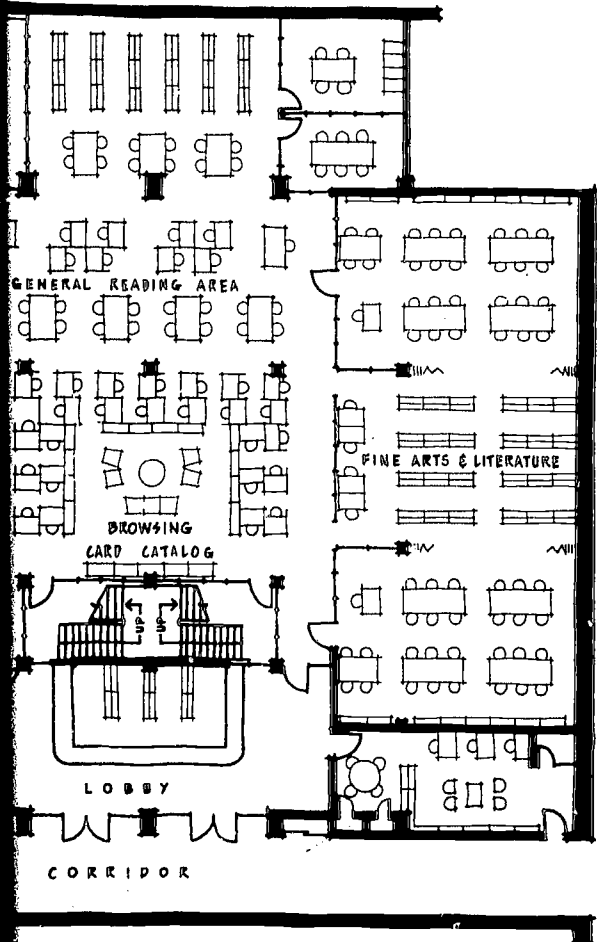 GENERAL READING AREA
FINE ARTS & LITERATURE
BROWSING
CARD CATALOG
UP UP
LOBBY
CORRIDOR